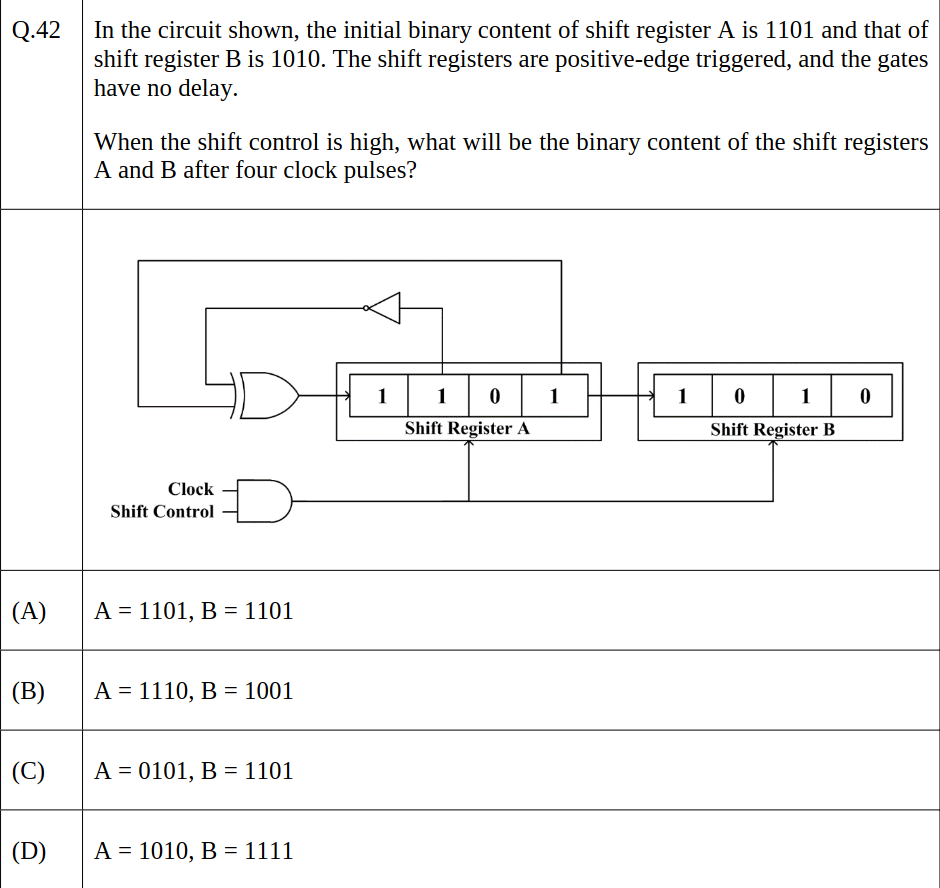 Q.42
In the circuit shown, the initial binary content of shift register A is 1101 and that of
shift register B is 1010. The shift registers are positive-edge triggered, and the gates
have no delay.
When the shift control is high, what will be the binary content of the shift registers
A and B after four clock pulses?
1 1 0 1
1 0 1 0
Shift Register A
Shift Register B
Clock
Shift Control
(A) A = 1101, B = 1101
(B) A = 1110, B = 1001
(C) A = 0101, B = 1101
(D) A = 1010, B = 1111